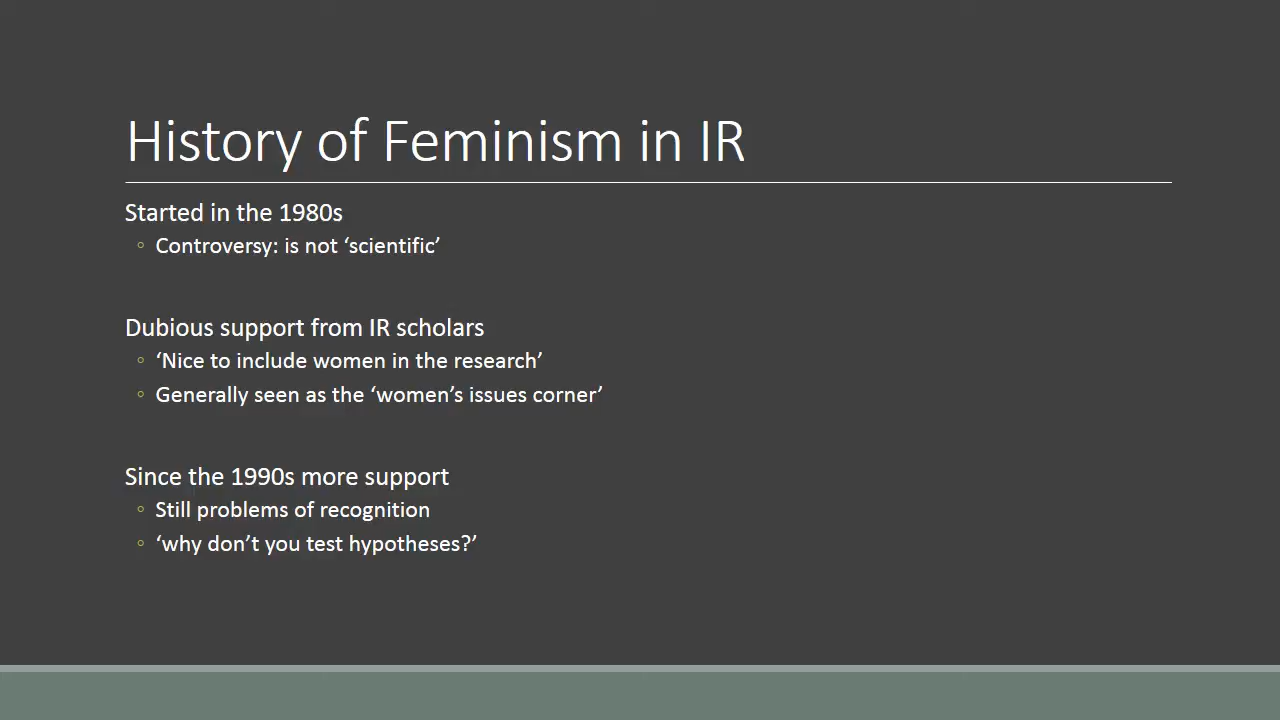 History of Feminism in IR
Started in the 1980s
◦ Controversy: is not ‘scientific’
Dubious support from IR scholars
◦ ‘Nice to include women in the research’
◦ Generally seen as the ‘women’s issues corner’
Since the 1990s more support
◦ Still problems of recognition
◦ ‘why don’t you test hypotheses?’